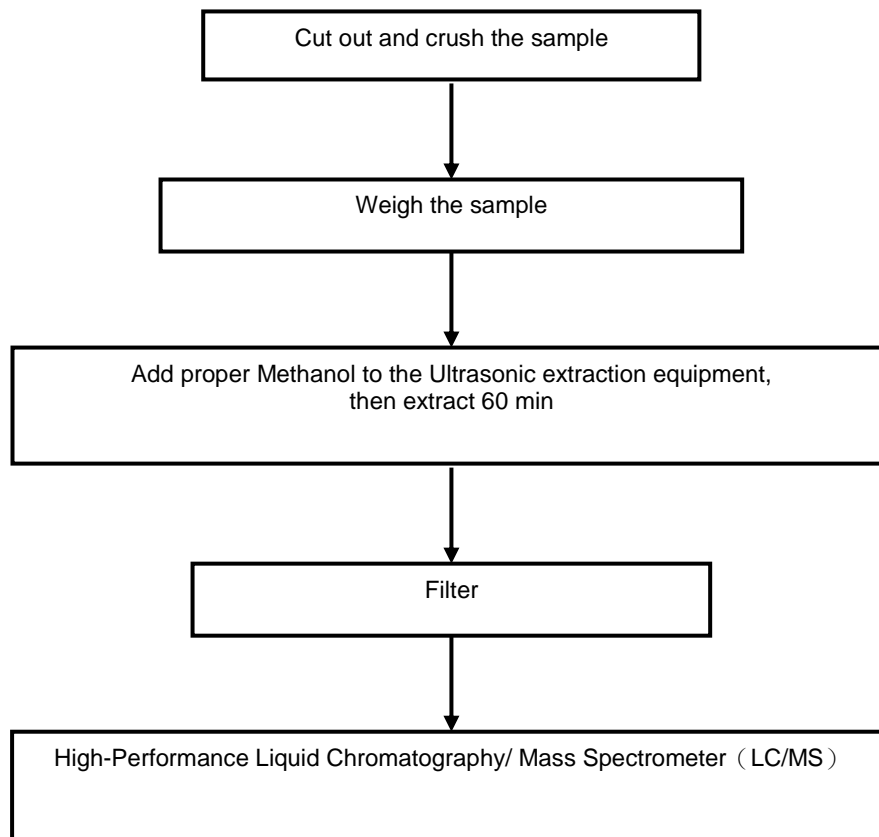 Cut out and crush the sample
Weigh the sample
Add proper Methanol to the Ultrasonic extraction equipment,
then extract 60 min
Filter
High-Performance Liquid Chromatography/ Mass Spectrometer（LC/MS）